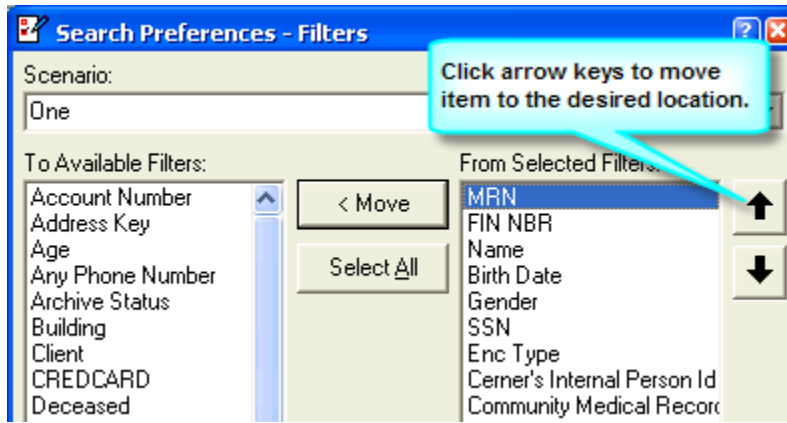 Search Preferences - Filters
Click arrow keys to move
item to the desired location.
Scenario:
One
To Available Filters:
Account Number
Address Key
Age
Any Phone Number
Archive Status
Building
Client
CREDCARD
Deceased
< Move
Select All
From Selected Filters:
MRN
FIN NBR
Name
Birth Date
Gender
SSN
Enc Type
Cerner's Internal Person Id
Community Medical Record